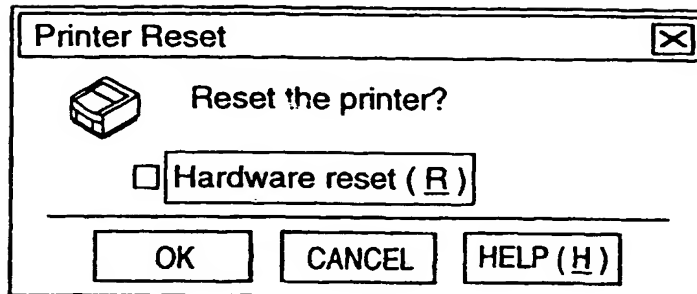 Printer Reset
Reset the printer?
Hardware reset ( R )
OK CANCEL HELP ( H )